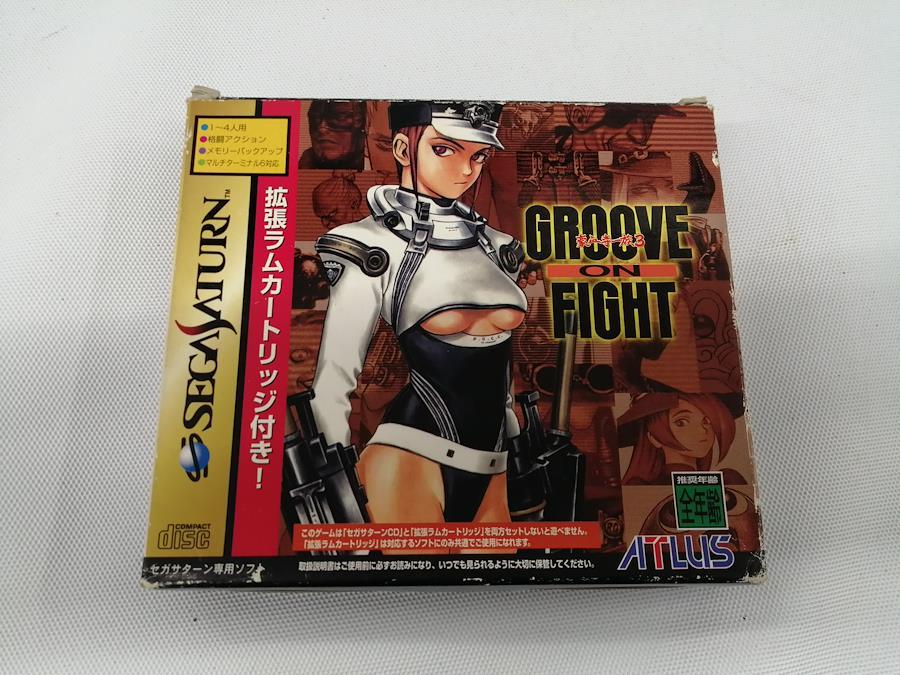 ●1〜4人用
●格闘アクション
●メモリーバックアップ
●マルチターミナル6対応
SEGA SATURN™
拡張ラムカートリッジ付き!
GROOVE
豪血寺一族3
ON
FIGHT
推奨年齢
全年齢
COMPACT
disc
このゲームは「セガサターンCD」と「拡張ラムカートリッジ」を両方セットしないと遊べません。
「拡張ラムカートリッジ」は対応するソフトにのみ共通でご使用になれます。
ATLUS
セガサターン専用ソフト
取扱説明書はご使用前に必ずお読みになり、いつでも見られるように大切に保管してください。